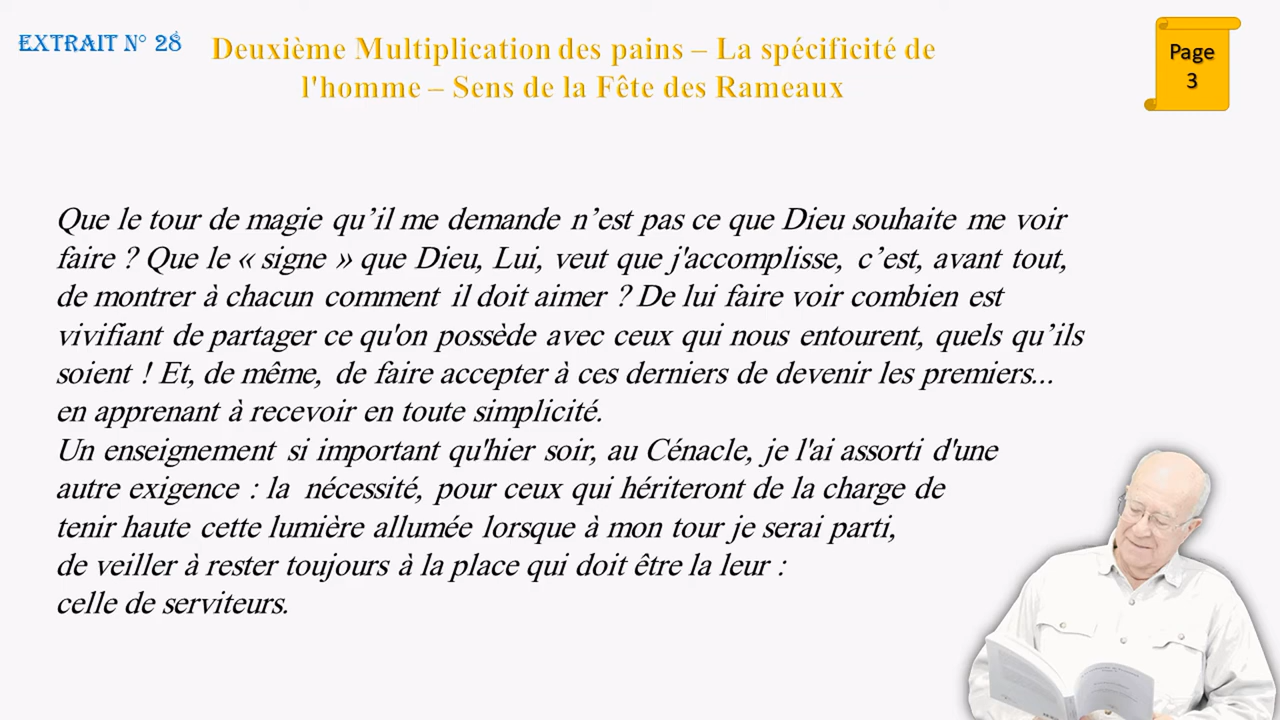 EXTRAIT N° 28
Deuxième Multiplication des pains – La spécificité de
l'homme – Sens de la Fête des Rameaux
Page
3
Que le tour de magie qu’il me demande n’est pas ce que Dieu souhaite me voir
faire ? Que le « signe » que Dieu, Lui, veut que j'accomplisse, c’est, avant tout,
de montrer à chacun comment il doit aimer ? De lui faire voir combien est
vivifiant de partager ce qu'on possède avec ceux qui nous entourent, quels qu’ils
soient ! Et, de même, de faire accepter à ces derniers de devenir les premiers...
en apprenant à recevoir en toute simplicité.
Un enseignement si important qu'hier soir, au Cénacle, je l'ai assorti d'une
autre exigence : la nécessité, pour ceux qui hériteront de la charge de
tenir haute cette lumière allumée lorsque à mon tour je serai parti,
de veiller à rester toujours à la place qui doit être la leur :
celle de serviteurs.